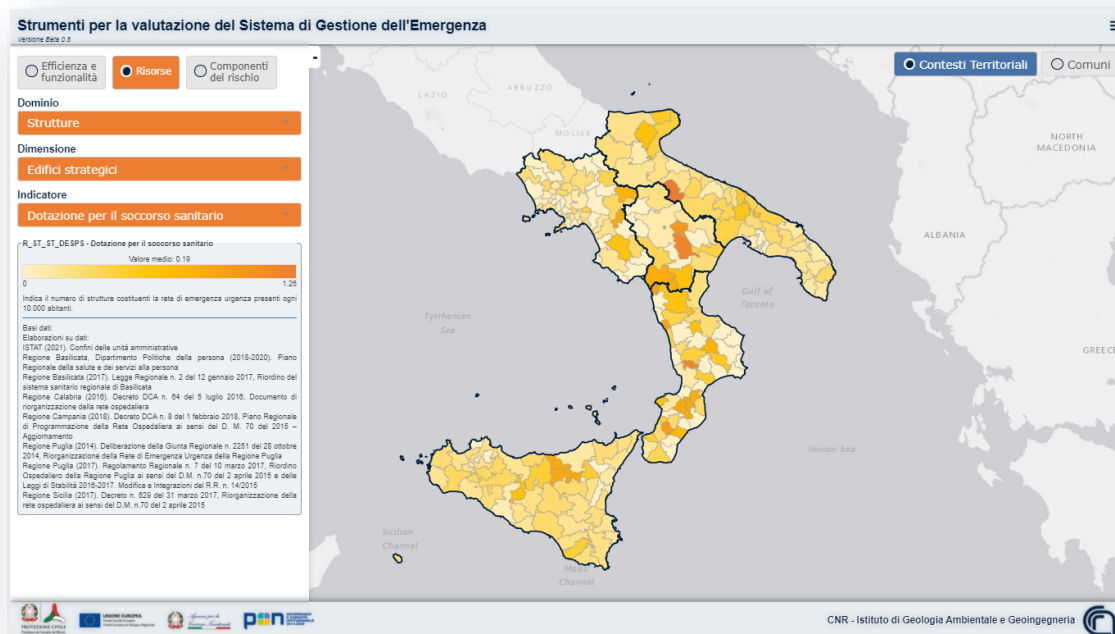 Strumenti per la valutazione del Sistema di Gestione dell'Emergenza
Versione Beta 0.5
Efficienza e
funzionalità
Risorse
Componenti
del rischio
-
Contesti Territoriali
Comuni
Dominio
Strutture
Dimensione
Edifici strategici
Indicatore
Dotazione per il soccorso sanitario
R_ST_ST_DESPS - Dotazione per il soccorso sanitario
Valore medio: 0.19
0
1.26
Indica il numero di strutture costituenti la rete di emergenza urgenza presenti ogni
10.000 abitanti.
Basi dati:
Elaborazioni su dati:
ISTAT (2021). Confini delle unità amministrative
Regione Basilicata, Dipartimento Politiche della persona (2018-2020). Piano
Regionale della salute e dei servizi alla persona
Regione Basilicata (2017). Legge Regionale n. 2 del 12 gennaio 2017, Riordino del
sistema sanitario regionale di Basilicata
Regione Calabria (2016). Decreto DCA n. 64 del 5 luglio 2016, Documento di
riorganizzazione della rete ospedaliera
Regione Campania (2018). Decreto DCA n. 8 del 1 febbraio 2018, Piano Regionale
di Programmazione della Rete Ospedaliera ai sensi del D. M. 70 del 2015 –
Aggiornamento
Regione Puglia (2014). Deliberazione della Giunta Regionale n. 2251 del 28 ottobre
2014, Riorganizzazione della Rete di Emergenza Urgenza della Regione Puglia
Regione Puglia (2017). Regolamento Regionale n. 7 del 10 marzo 2017, Riordino
Ospedaliero della Regione Puglia ai sensi del D.M. n.70 del 2 aprile 2015 e delle
Leggi di Stabilità 2016-2017. Modifica e Integrazioni del R.R. n. 14/2015
Regione Sicilia (2017). Decreto n. 629 del 31 marzo 2017, Riorganizzazione della
rete ospedaliera ai sensi del D.M. n.70 del 2 aprile 2015
LAZIO
ABRUZZO
MOLISE
NORTH
MACEDONIA
ALBANIA
GREECE
Gulf of
Taranto
Tyrrhenian
Sea
Ionian Sea
Sicilian
Channel
Malta
Channel
PROTEZIONE CIVILE
UNIONE EUROPEA
pon
CNR - Istituto di Geologia Ambientale e Geoingegneria